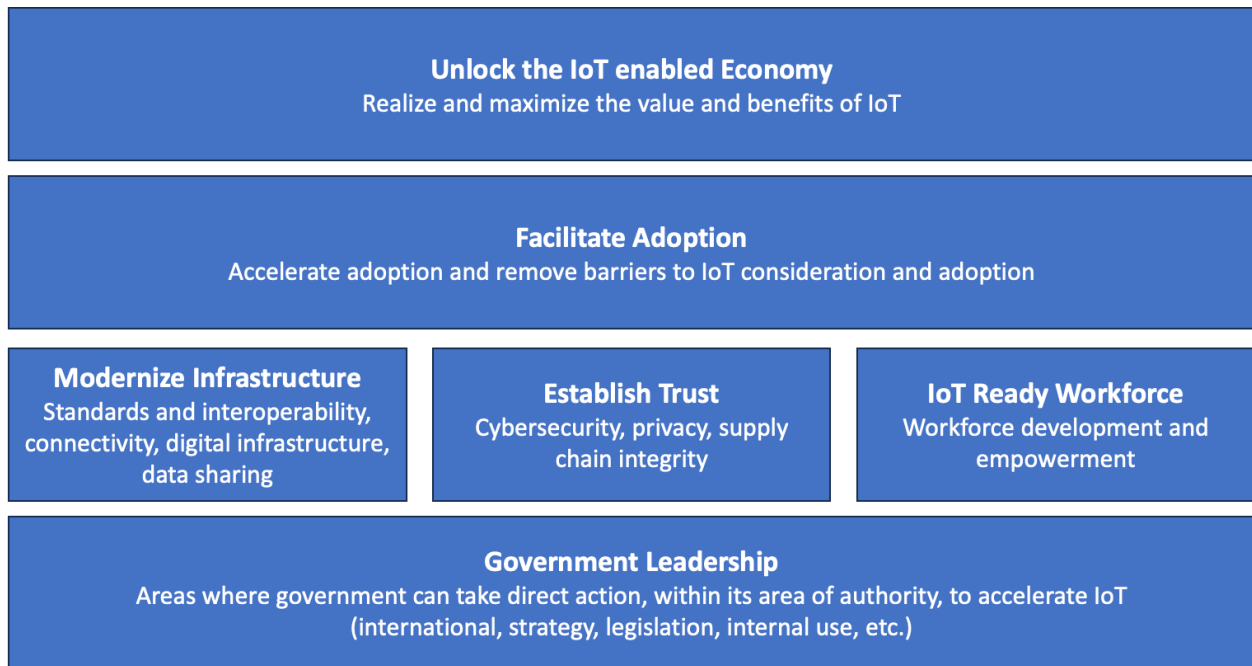 Unlock the IoT enabled Economy
Realize and maximize the value and benefits of IoT
Facilitate Adoption
Accelerate adoption and remove barriers to IoT consideration and adoption
Modernize Infrastructure
Standards and interoperability,
connectivity, digital infrastructure,
data sharing
Establish Trust
Cybersecurity, privacy, supply
chain integrity
IoT Ready Workforce
Workforce development and
empowerment
Government Leadership
Areas where government can take direct action, within its area of authority, to accelerate IoT
(international, strategy, legislation, internal use, etc.)